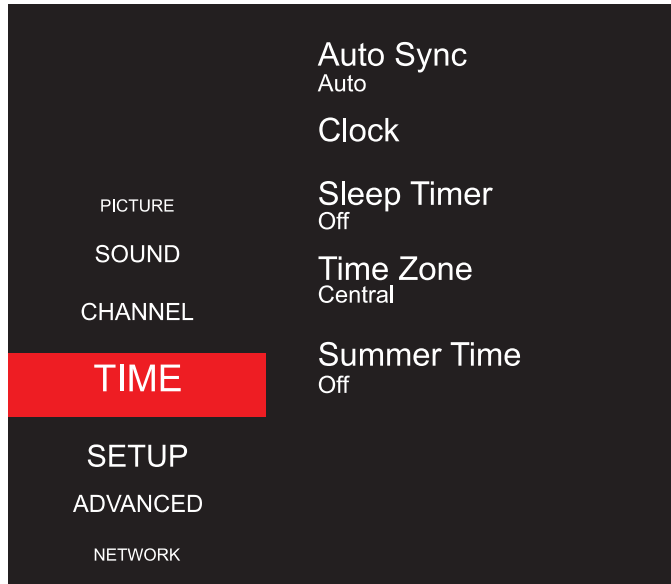 PICTURE
SOUND
CHANNEL
TIME
SETUP
ADVANCED
NETWORK
Auto Sync
Auto
Clock
Sleep Timer
Off
Time Zone
Central
Summer Time
Off